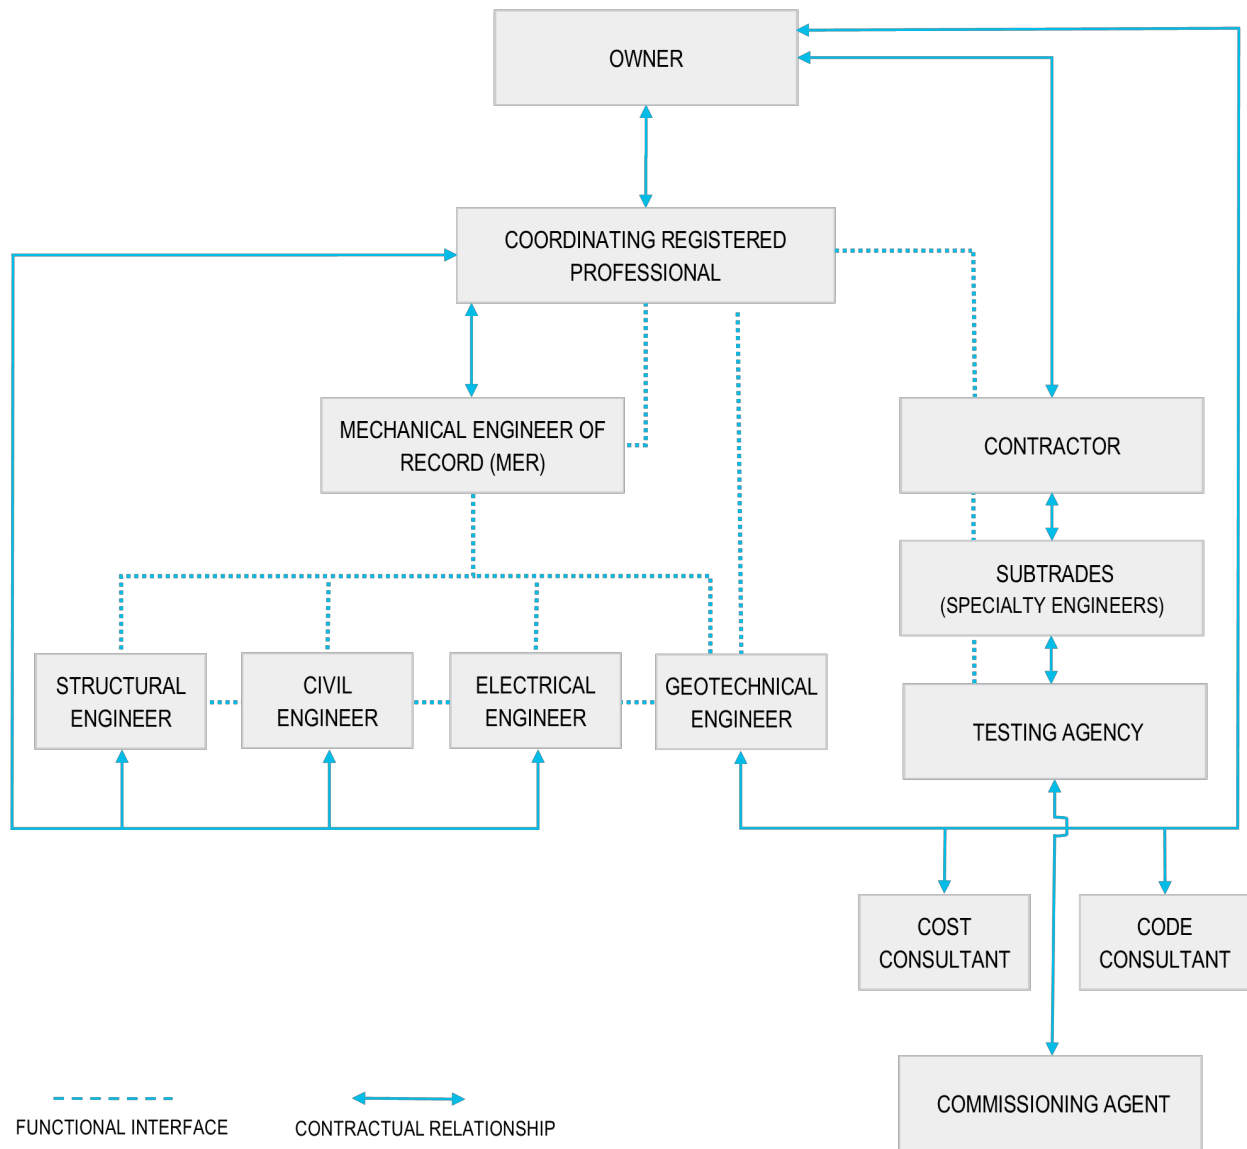 OWNER
COORDINATING REGISTERED
PROFESSIONAL
MECHANICAL ENGINEER OF
RECORD (MER)
CONTRACTOR
SUBTRADES
(SPECIALTY ENGINEERS)
STRUCTURAL
ENGINEER
CIVIL
ENGINEER
ELECTRICAL
ENGINEER
GEOTECHNICAL
ENGINEER
TESTING AGENCY
COST
CONSULTANT
CODE
CONSULTANT
COMMISSIONING AGENT
FUNCTIONAL INTERFACE
CONTRACTUAL RELATIONSHIP